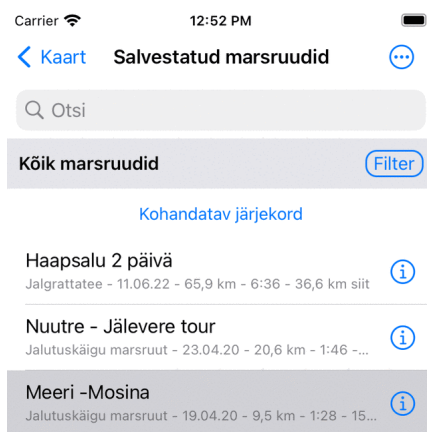 Carrier 12:52 PM
Kaart Salvestatud marsruudid
Otsi
Kõik marsruudid Filter
Kohandatav järjekord
Haapsalu 2 päivä
Jalgrattatee - 11.06.22 - 65,9 km - 6:36 - 36,6 km siit
Nuutre - Jälevere tour
Jalutuskäigu marsruut - 23.04.20 - 20,6 km - 1:46 -...
Meeri -Mosina
Jalutuskäigu marsruut - 19.04.20 - 9,5 km - 1:28 - 15...